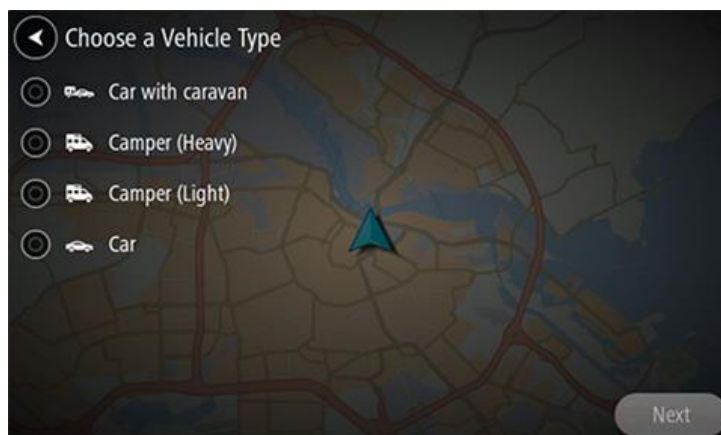 Choose a Vehicle Type
Car with caravan
Camper (Heavy)
Camper (Light)
Car
Next